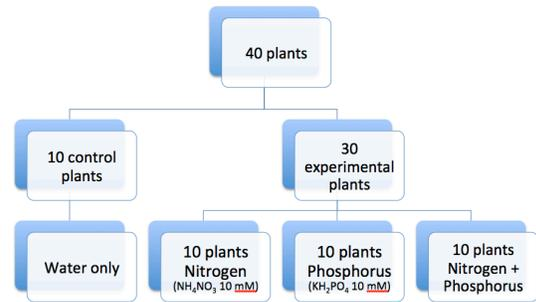 40 plants
10 control
plants
30
experimental
plants
Water only
10 plants
Nitrogen
(NH₄NO₃ 10 mM)
10 plants
Phosphorus
(KH₂PO₄ 10 mM)
10 plants
Nitrogen +
Phosphorus